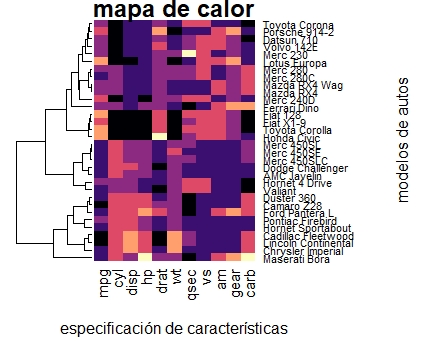 mapa de calor
Toyota Corona
Porsche 914-2
Datsun 710
Volvo 142E
Merc 230
Lotus Europa
Merc 280
Merc 280C
Mazda RX4 Wag
Mazda RX4
Merc 240D
Ferrari Dino
Fiat 128
Fiat X1-9
Toyota Corolla
Honda Civic
Merc 450SL
Merc 450SE
Merc 450SLC
Dodge Challenger
AMC Javelin
Hornet 4 Drive
Valiant
Duster 360
Camaro Z28
Ford Pantera L
Pontiac Firebird
Hornet Sportabout
Cadillac Fleetwood
Lincoln Continental
Chrysler Imperial
Maserati Bora
modelos de autos
mpg
cyl
disp
hp
drat
wt
qsec
vs
am
gear
carb
especificación de características